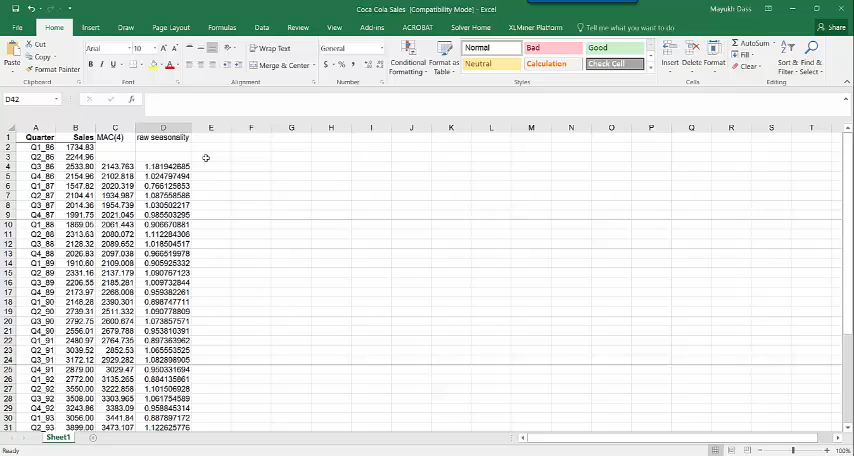 Coca Cola Sales [Compatibility Mode] - Excel
Mayukh Dass
File Home Insert Draw Page Layout Formulas Data Review View Add-ins ACROBAT Solver Home XLMiner Platform Tell me what you want to do Share
Cut
Copy
Format Painter
Paste
Clipboard
Arial 10
B I U
Font
Wrap Text
Merge & Center
Alignment
General
$ % ,
Number
Conditional Formatting
Format as Table
Normal Bad Good
Neutral Calculation Check Cell
Styles
Insert Delete Format
Cells
AutoSum
Fill
Clear
Sort & Filter
Find & Select
Editing
D42 fx
A B C D E F G H I J K L M N O P Q R S T
1 Quarter Sales MAC(4) raw seasonality
2 Q1_86 1734.83
3 Q2_86 2244.96
4 Q3_86 2533.80 2143.763 1.181942685
5 Q4_86 2154.96 2102.818 1.024797494
6 Q1_87 1547.82 2020.319 0.766125853
7 Q2_87 2104.41 1934.987 1.087558586
8 Q3_87 2014.36 1954.739 1.030502217
9 Q4_87 1991.75 2021.045 0.985503295
10 Q1_88 1869.05 2061.443 0.906670881
11 Q2_88 2313.63 2080.072 1.112284306
12 Q3_88 2128.32 2089.652 1.018504517
13 Q4_88 2026.83 2097.038 0.966519978
14 Q1_89 1910.60 2109.008 0.905925332
15 Q2_89 2331.16 2137.179 1.090767123
16 Q3_89 2206.55 2185.281 1.009732844
17 Q4_89 2173.97 2268.008 0.959382261
18 Q1_90 2148.28 2390.301 0.898747711
19 Q2_90 2739.31 2511.332 1.090778809
20 Q3_90 2792.75 2600.674 1.073857571
21 Q4_90 2556.01 2679.788 0.953810391
22 Q1_91 2480.97 2764.735 0.897363962
23 Q2_91 3039.52 2852.53 1.065553525
24 Q3_91 3172.12 2929.282 1.082898905
25 Q4_91 2879.00 3029.47 0.950331694
26 Q1_92 2772.00 3135.265 0.884135861
27 Q2_92 3550.00 3222.858 1.101506928
28 Q3_92 3508.00 3303.965 1.061754589
29 Q4_92 3243.86 3383.09 0.958845314
30 Q1_93 3056.00 3441.84 0.887897172
31 Q2_93 3899.00 3473.107 1.122625776
Sheet1
Ready 100%